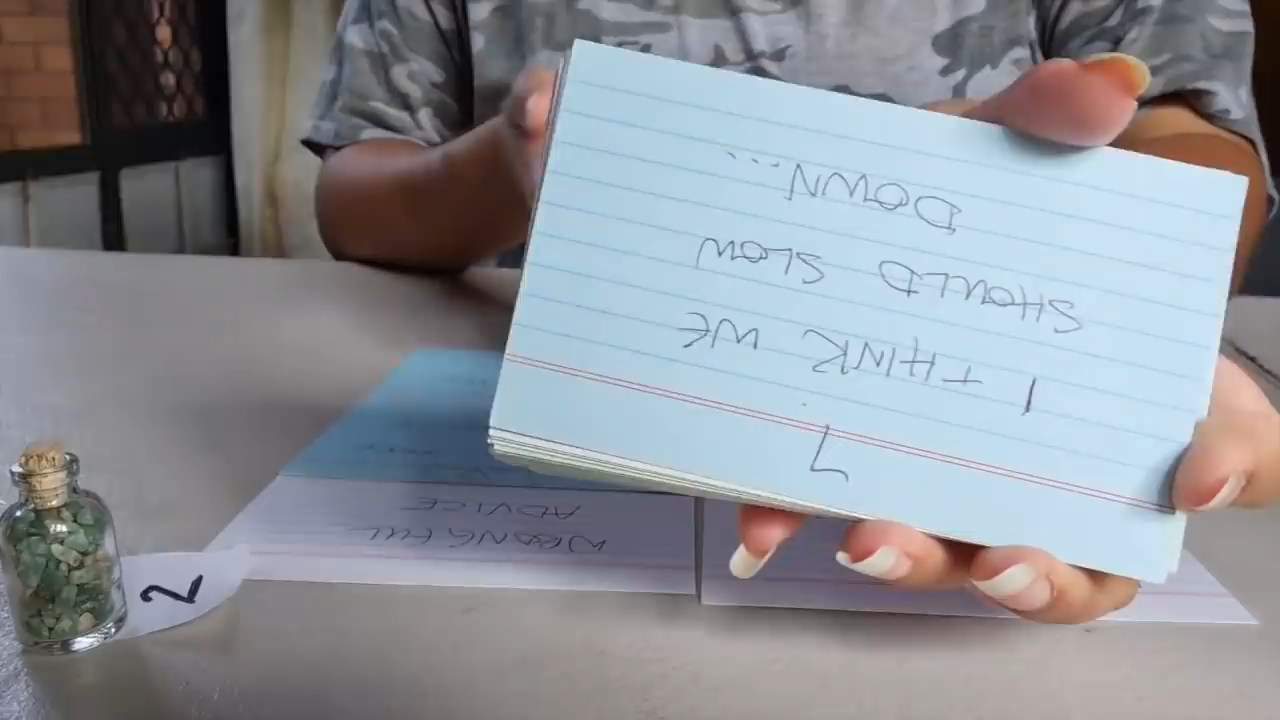 7
I THINK WE
SHOULD SLOW
DOWN...
WRONGFUL
ADVICE
2